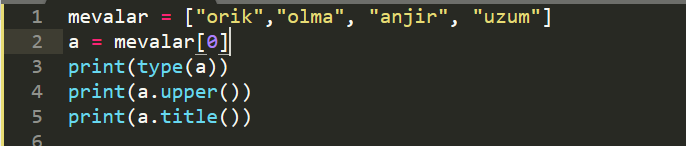 1 mevalar = ["orik","olma", "anjir", "uzum"]
2 a = mevalar[0]
3 print(type(a))
4 print(a.upper())
5 print(a.title())
6